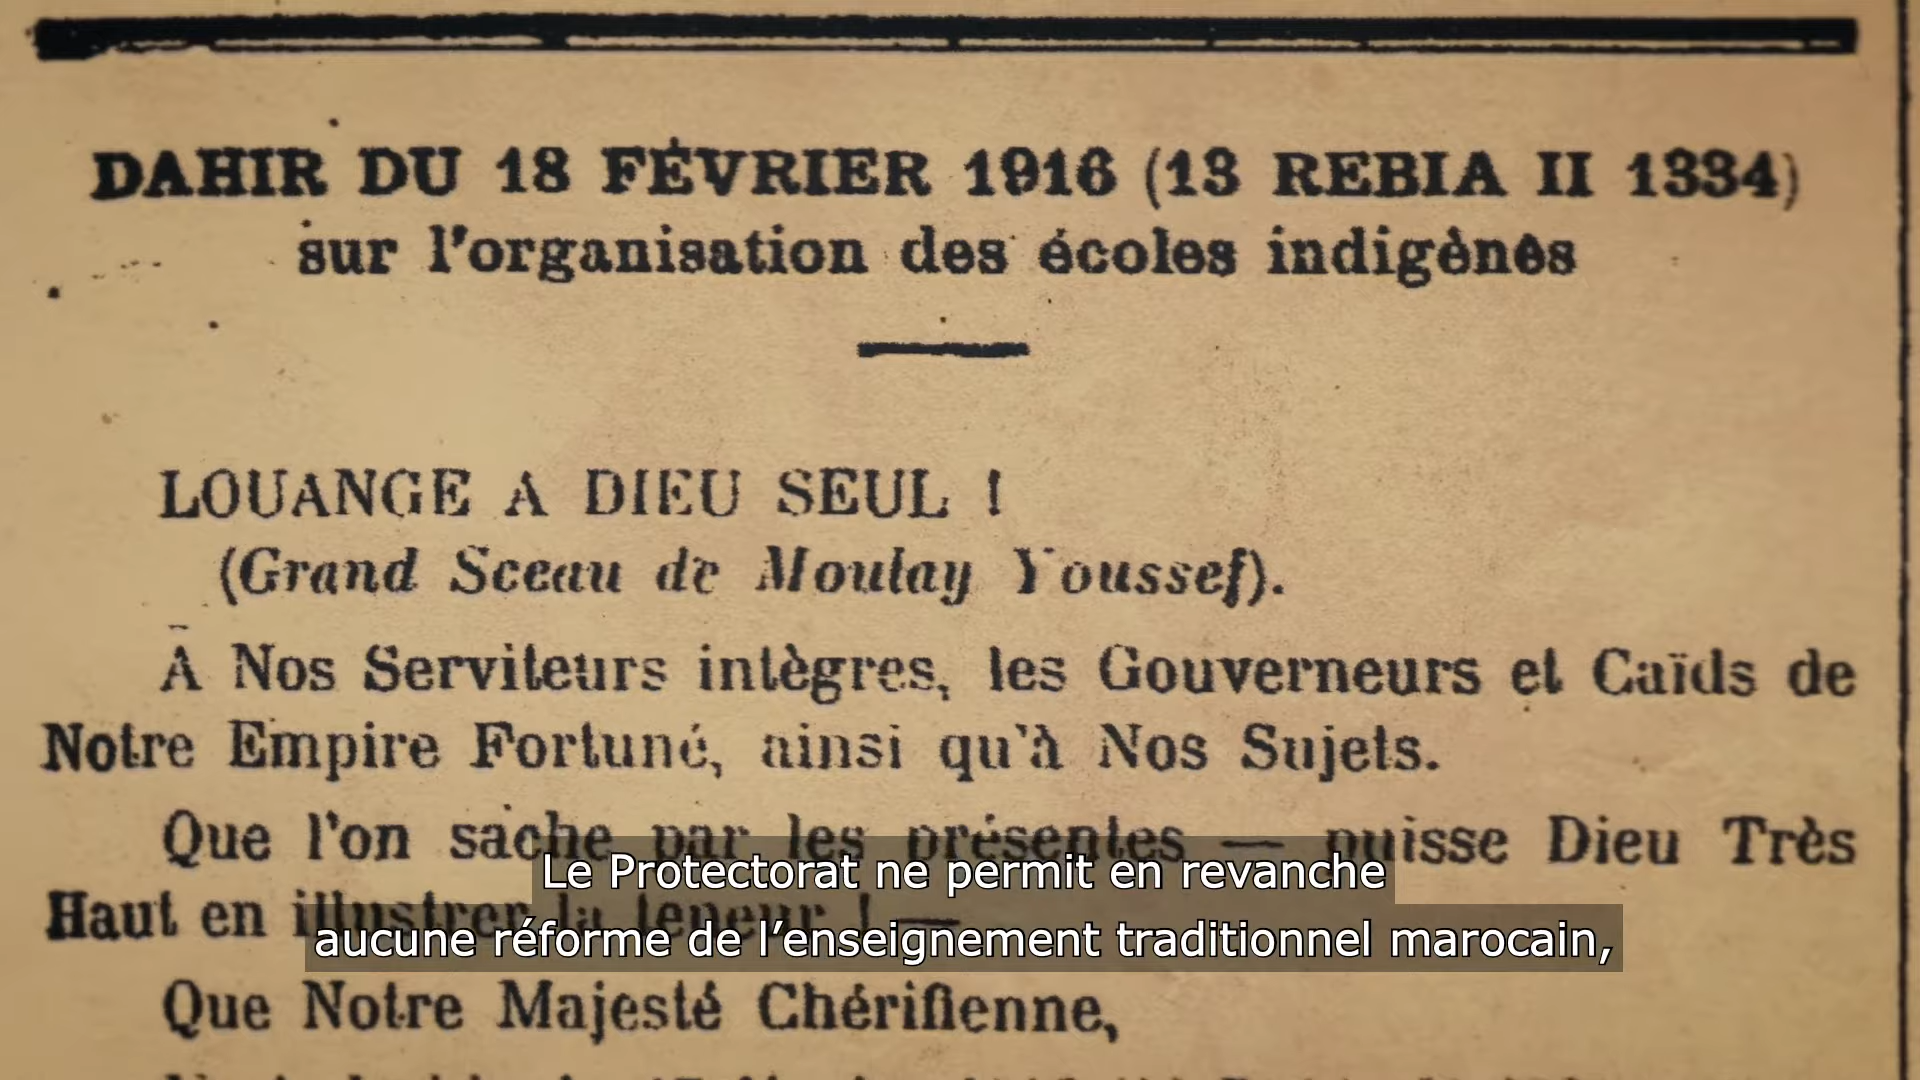 DAHIR DU 18 FÉVRIER 1916 (13 REBIA II 1334)
sur l'organisation des écoles indigènes
LOUANGE A DIEU SEUL !
(Grand Sceau de Moulay Youssef).
À Nos Serviteurs intègres, les Gouverneurs et Caïds de
Notre Empire Fortuné, ainsi qu'à Nos Sujets.
Que l'on sache par les présentes — puisse Dieu Très
Haut en illustrer la teneur ! —
Le Protectorat ne permit en revanche
aucune réforme de l’enseignement traditionnel marocain,
Que Notre Majesté Chérifienne,